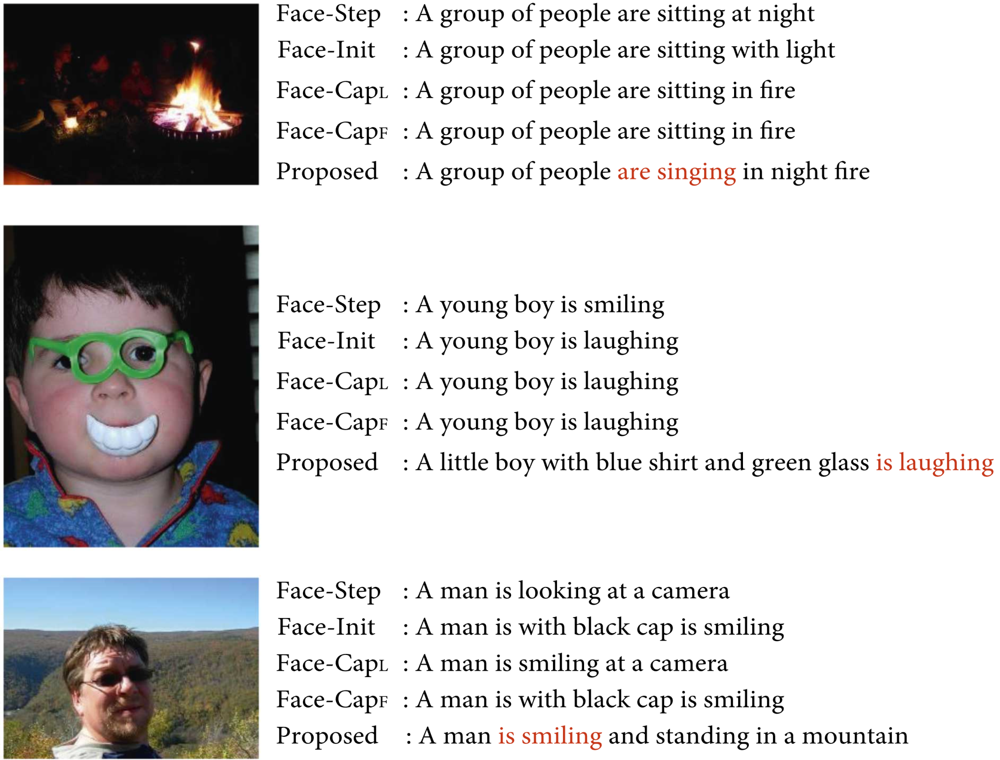 Face-Step : A group of people are sitting at night
Face-Init : A group of people are sitting with light
Face-CapL : A group of people are sitting in fire
Face-CapF : A group of people are sitting in fire
Proposed : A group of people are singing in night fire
Face-Step : A young boy is smiling
Face-Init : A young boy is laughing
Face-CapL : A young boy is laughing
Face-CapF : A young boy is laughing
Proposed : A little boy with blue shirt and green glass is laughing
Face-Step : A man is looking at a camera
Face-Init : A man is with black cap is smiling
Face-CapL : A man is smiling at a camera
Face-CapF : A man is with black cap is smiling
Proposed : A man is smiling and standing in a mountain